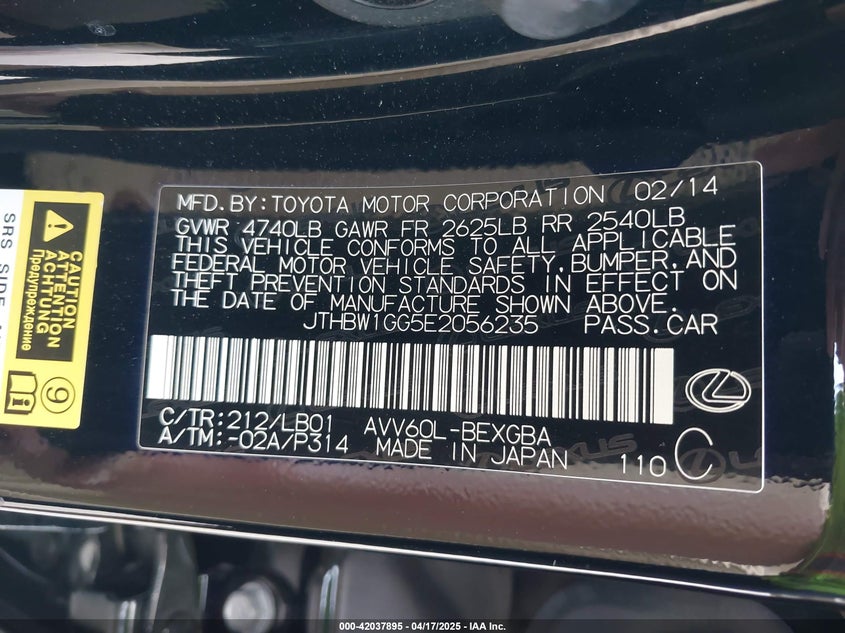 MFD.BY:TOYOTA MOTOR CORPORATION 02/14
GVWR 4740LB GAWR FR 2625LB RR 2540LB
THIS VEHICLE CONFORMS TO ALL APPLICABLE
FEDERAL MOTOR VEHICLE SAFETY,BUMPER,AND
THEFT PREVENTION STANDARDS IN EFFECT ON
THE DATE OF MANUFACTURE SHOWN ABOVE.
JTHBW1GG5E2056235 PASS.CAR
C/TR:212/LB01 AVV60L-BEXGBA
A/TM:-02A/P314 MADE IN JAPAN 110 C
CAUTION
ATTENTION
ACHTUNG
Предупреждение
9
SRS SIDE
000-42037895 - 04/17/2025 - IAA Inc.